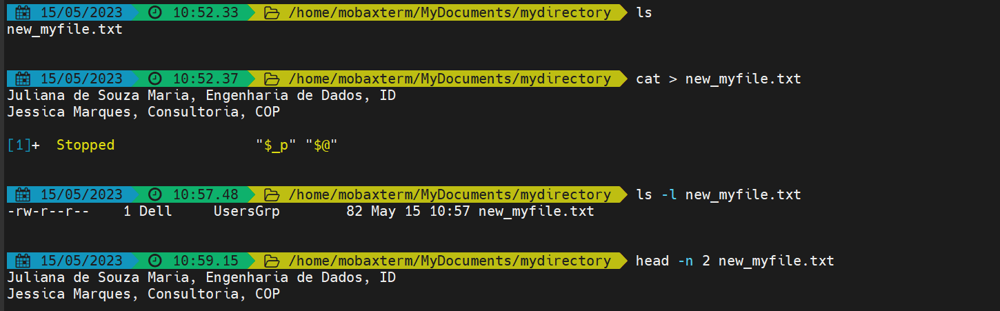 15/05/2023 10:52.33 /home/mobaxterm/MyDocuments/mydirectory ls
new_myfile.txt
15/05/2023 10:52.37 /home/mobaxterm/MyDocuments/mydirectory cat > new_myfile.txt
Juliana de Souza Maria, Engenharia de Dados, ID
Jessica Marques, Consultoria, COP
[1]+  Stopped                 "$_p" "$@"
15/05/2023 10:57.48 /home/mobaxterm/MyDocuments/mydirectory ls -l new_myfile.txt
-rw-r--r--    1 Dell     UsersGrp        82 May 15 10:57 new_myfile.txt
15/05/2023 10:59.15 /home/mobaxterm/MyDocuments/mydirectory head -n 2 new_myfile.txt
Juliana de Souza Maria, Engenharia de Dados, ID
Jessica Marques, Consultoria, COP